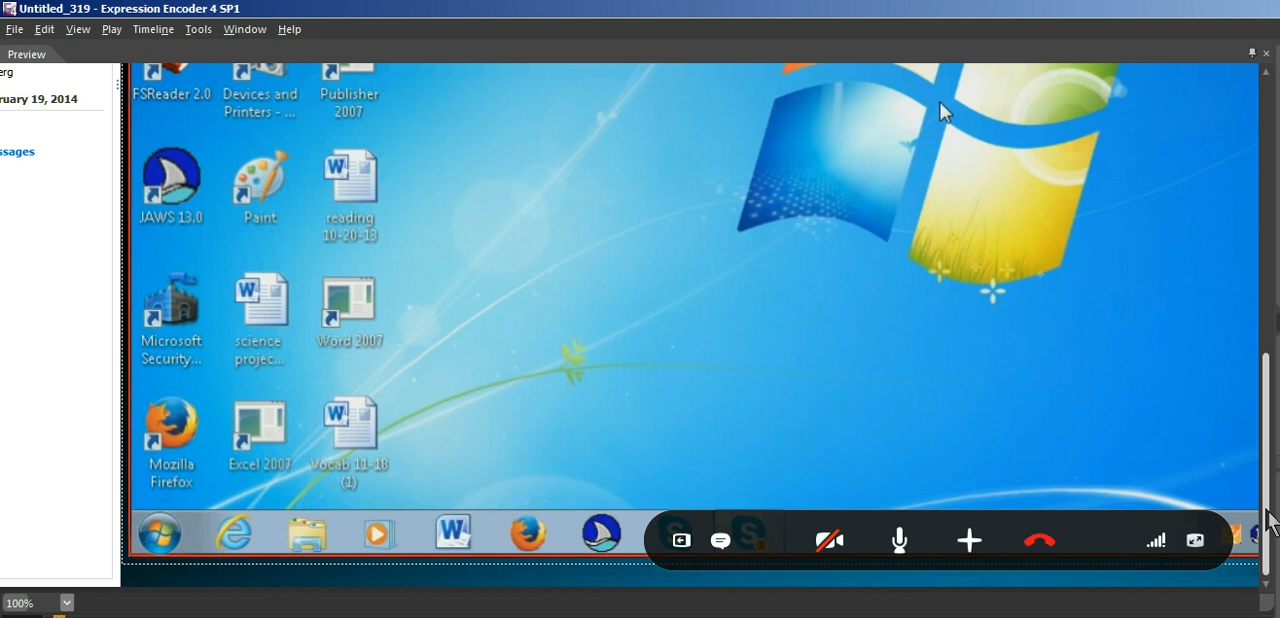 Untitled_319 - Expression Encoder 4 SP1
File Edit View Play Timeline Tools Window Help
Preview
erg
ruary 19, 2014
ssages
FSReader 2.0
Devices and
Printers - ...
Publisher
2007
JAWS 13.0
Paint
reading
10-20-13
Microsoft
Security...
science
projec...
Word 2007
Mozilla
Firefox
Excel 2007
Vocab 11-18
(1)
100%